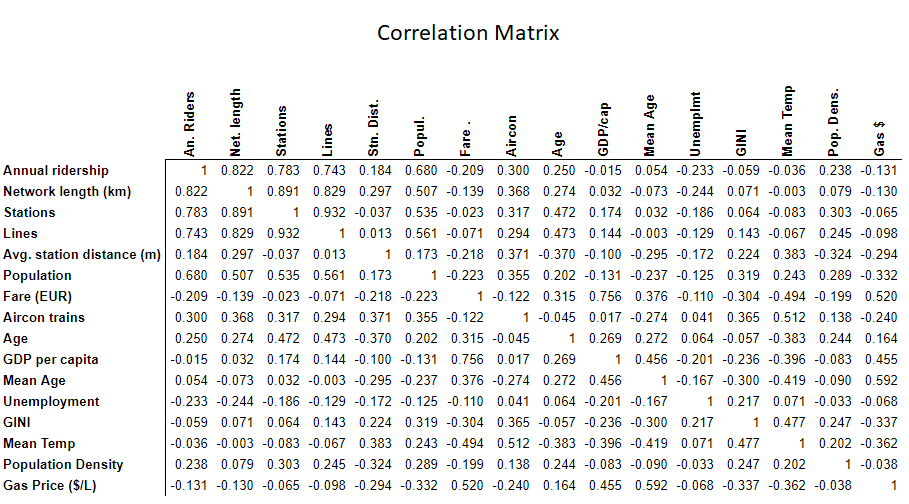 Correlation Matrix
An. Riders Net. length Stations Lines Stn. Dist. Popul. Fare . Aircon Age GDP/cap Mean Age Unemplmt GINI Mean Temp Pop. Dens. Gas $
Annual ridership 1 0.822 0.783 0.743 0.184 0.680 -0.209 0.300 0.250 -0.015 0.054 -0.233 -0.059 -0.036 0.238 -0.131
Network length (km) 0.822 1 0.891 0.829 0.297 0.507 -0.139 0.368 0.274 0.032 -0.073 -0.244 0.071 -0.003 0.079 -0.130
Stations 0.783 0.891 1 0.932 -0.037 0.535 -0.023 0.317 0.472 0.174 0.032 -0.186 0.064 -0.083 0.303 -0.065
Lines 0.743 0.829 0.932 1 0.013 0.561 -0.071 0.294 0.473 0.144 -0.003 -0.129 0.143 -0.067 0.245 -0.098
Avg. station distance (m) 0.184 0.297 -0.037 0.013 1 0.173 -0.218 0.371 -0.370 -0.100 -0.295 -0.172 0.224 0.383 -0.324 -0.294
Population 0.680 0.507 0.535 0.561 0.173 1 -0.223 0.355 0.202 -0.131 -0.237 -0.125 0.319 0.243 0.289 -0.332
Fare (EUR) -0.209 -0.139 -0.023 -0.071 -0.218 -0.223 1 -0.122 0.315 0.756 0.376 -0.110 -0.304 -0.494 -0.199 0.520
Aircon trains 0.300 0.368 0.317 0.294 0.371 0.355 -0.122 1 -0.045 0.017 -0.274 0.041 0.365 0.512 0.138 -0.240
Age 0.250 0.274 0.472 0.473 -0.370 0.202 0.315 -0.045 1 0.269 0.272 0.064 -0.057 -0.383 0.244 0.164
GDP per capita -0.015 0.032 0.174 0.144 -0.100 -0.131 0.756 0.017 0.269 1 0.456 -0.201 -0.236 -0.396 -0.083 0.455
Mean Age 0.054 -0.073 0.032 -0.003 -0.295 -0.237 0.376 -0.274 0.272 0.456 1 -0.167 -0.300 -0.419 -0.090 0.592
Unemployment -0.233 -0.244 -0.186 -0.129 -0.172 -0.125 -0.110 0.041 0.064 -0.201 -0.167 1 0.217 0.071 -0.033 -0.068
GINI -0.059 0.071 0.064 0.143 0.224 0.319 -0.304 0.365 -0.057 -0.236 -0.300 0.217 1 0.477 0.247 -0.337
Mean Temp -0.036 -0.003 -0.083 -0.067 0.383 0.243 -0.494 0.512 -0.383 -0.396 -0.419 0.071 0.477 1 0.202 -0.362
Population Density 0.238 0.079 0.303 0.245 -0.324 0.289 -0.199 0.138 0.244 -0.083 -0.090 -0.033 0.247 0.202 1 -0.038
Gas Price ($/L) -0.131 -0.130 -0.065 -0.098 -0.294 -0.332 0.520 -0.240 0.164 0.455 0.592 -0.068 -0.337 -0.362 -0.038 1